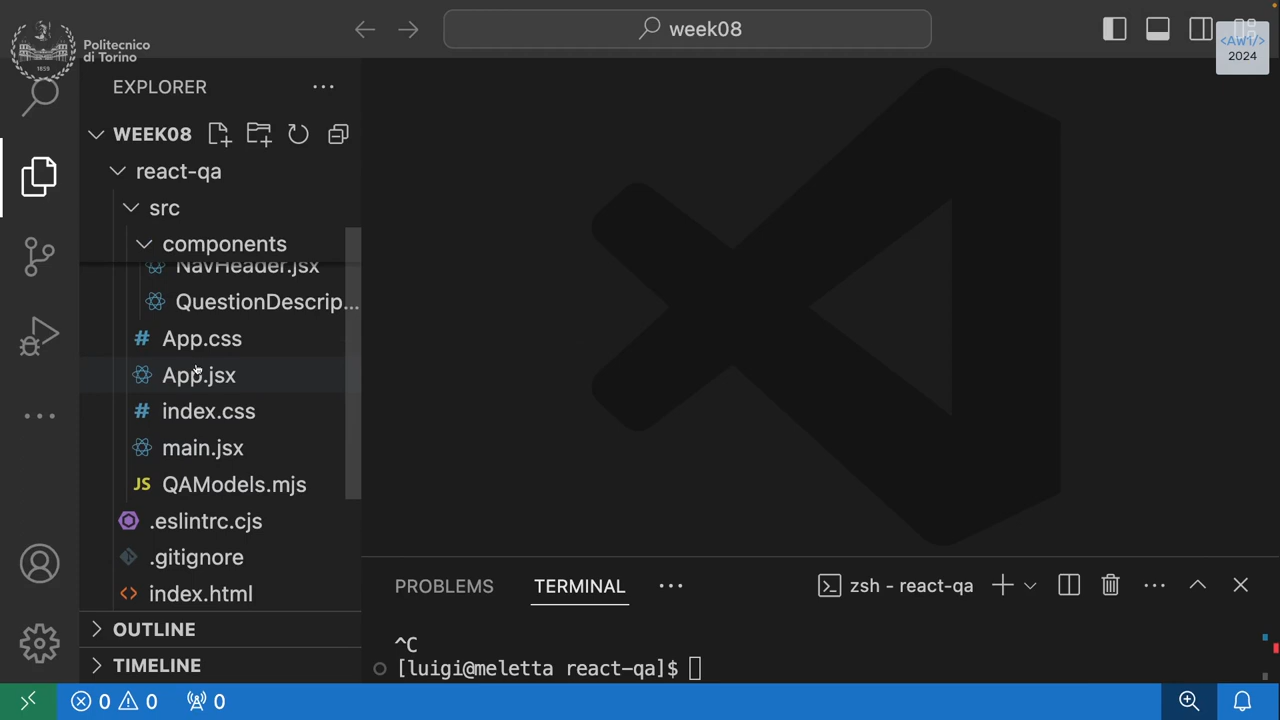 Politecnico
di Torino
1859
week08
<AW1/>
2024
EXPLORER
WEEK08
react-qa
src
components
NavHeader.jsx
QuestionDescrip...
# App.css
App.jsx
# index.css
main.jsx
JS QAModels.mjs
.eslintrc.cjs
.gitignore
<> index.html
OUTLINE
TIMELINE
PROBLEMS TERMINAL ... zsh - react-qa
^C
[luigi@meletta react-qa]$
0 0 0